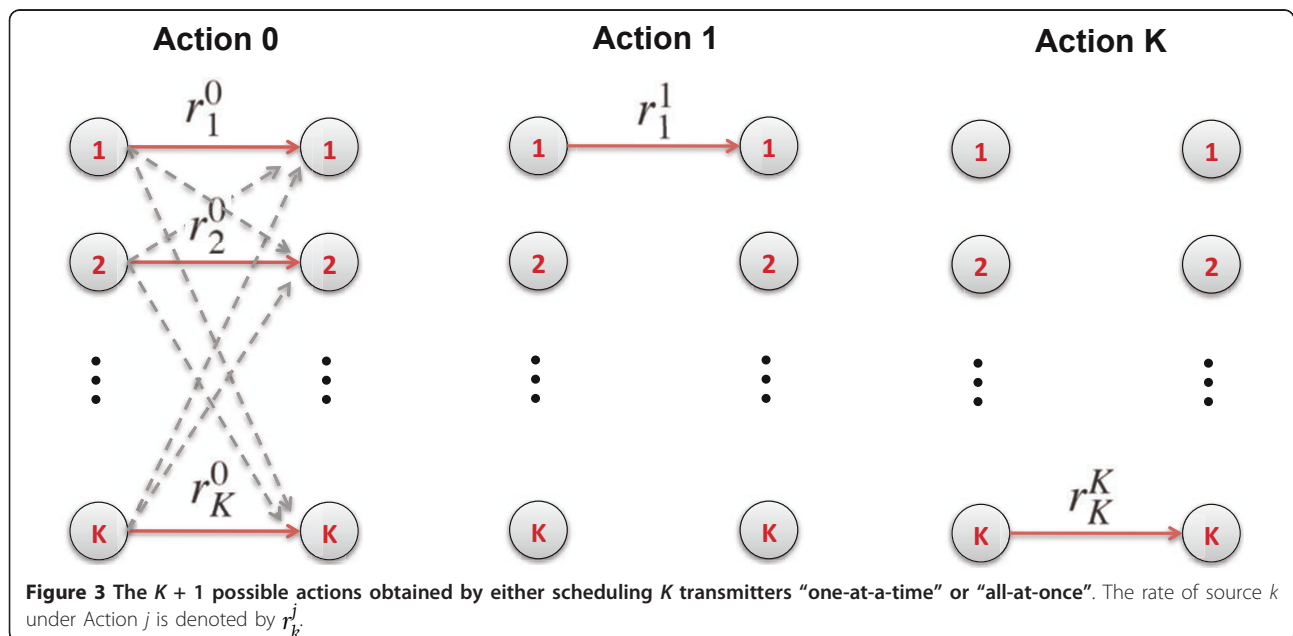 Action 0 Action 1 Action K
r_1^0 r_1^1
1 1 1 1 1 1
r_2^0
2 2 2 2 2 2
r_K^0 r_K^K
K K K K K K
Figure 3 The K + 1 possible actions obtained by either scheduling K transmitters “one-at-a-time” or “all-at-once”. The rate of source k
under Action j is denoted by r_k^j.